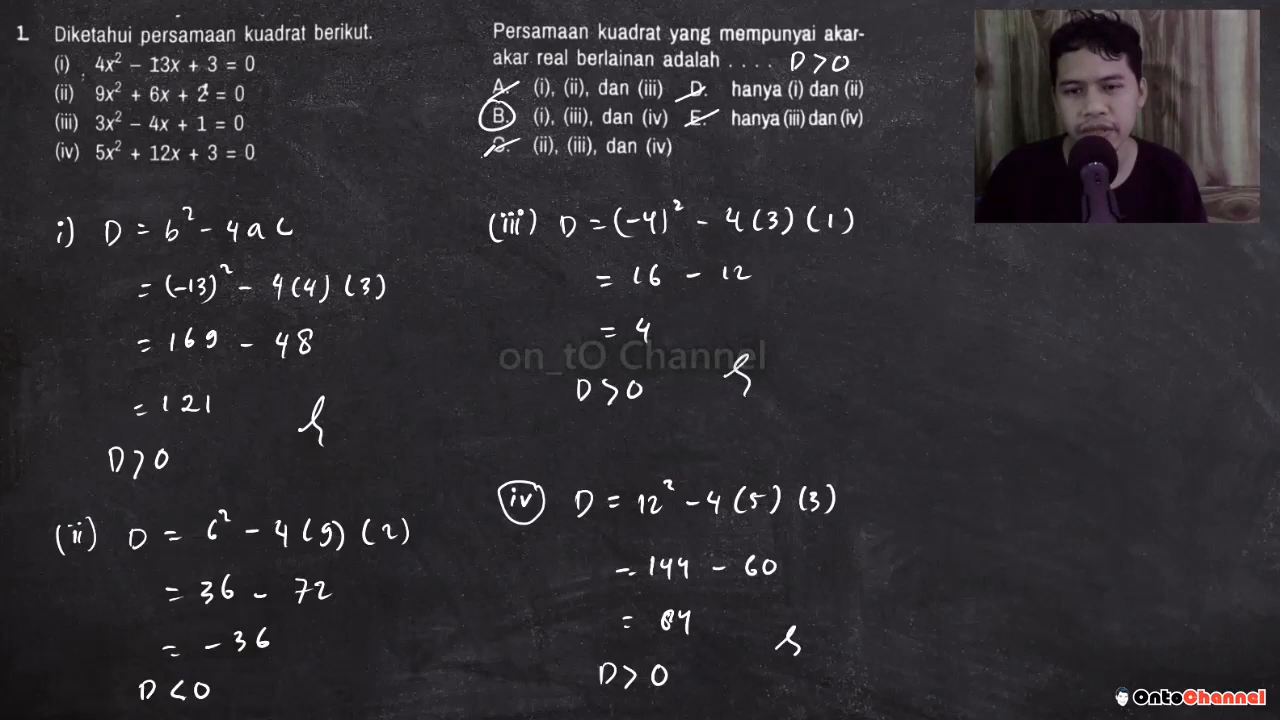 1. Diketahui persamaan kuadrat berikut.
(i) 4x² − 13x + 3 = 0
(ii) 9x² + 6x + 2 = 0
(iii) 3x² − 4x + 1 = 0
(iv) 5x² + 12x + 3 = 0
Persamaan kuadrat yang mempunyai akar-
akar real berlainan adalah . . . . D > 0
A. (i), (ii), dan (iii) D. hanya (i) dan (ii)
B. (i), (iii), dan (iv) E. hanya (iii) dan (iv)
C. (ii), (iii), dan (iv)
i) D = b² − 4ac
= (−13)² − 4(4)(3)
= 169 − 48
= 121
D > 0
(ii) D = 6² − 4(9)(2)
= 36 − 72
= −36
D < 0
(iii) D = (−4)² − 4(3)(1)
= 16 − 12
= 4
D > 0
iv D = 12² − 4(5)(3)
= 144 − 60
= 84
D > 0
on_tO Channel
OntoChannel